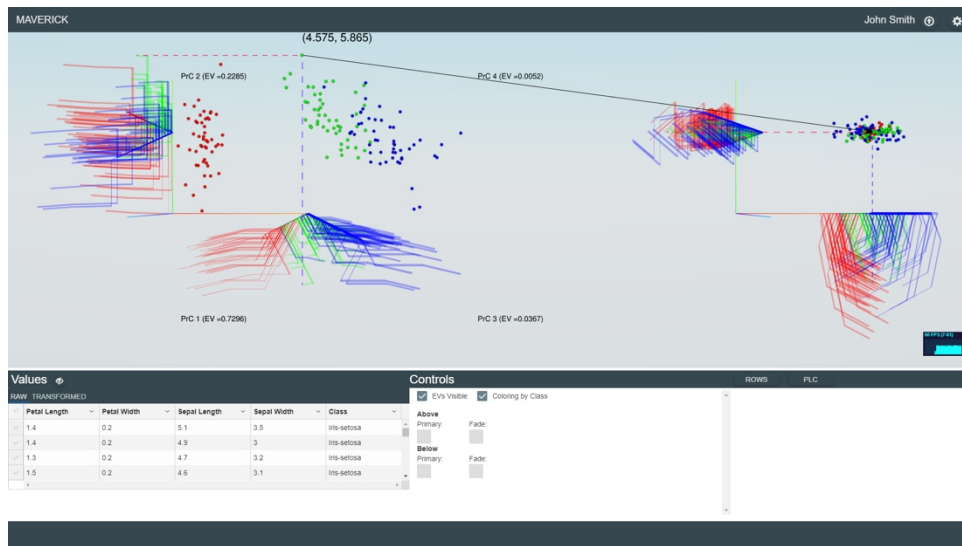 MAVERICK John Smith
(4.575, 5.865)
PrC 2 (EV =0.2285) PrC 4 (EV =0.0052)
PrC 1 (EV =0.7296) PrC 3 (EV =0.0367)
60 FPS (7-61)
Values Controls ROWS PLC
RAW TRANSFORMED
EVs Visible Coloring by Class
Petal Length Petal Width Sepal Length Sepal Width Class
1.4 0.2 5.1 3.5 Iris-setosa
1.4 0.2 4.9 3 Iris-setosa
1.3 0.2 4.7 3.2 Iris-setosa
1.5 0.2 4.6 3.1 Iris-setosa
Above
Primary: Fade:
Below
Primary: Fade: